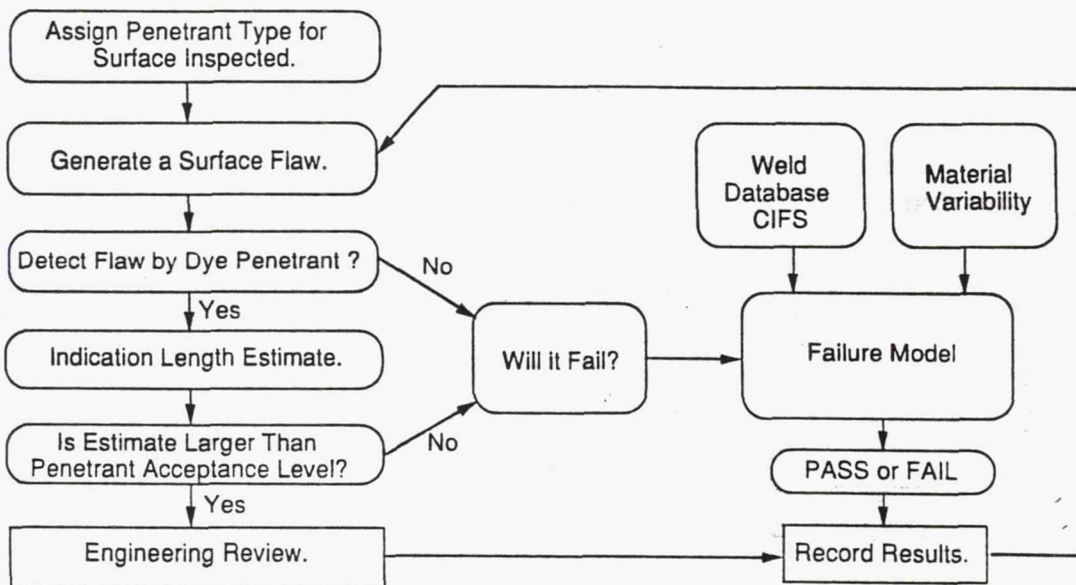 Assign Penetrant Type for
Surface Inspected.
Generate a Surface Flaw.
Detect Flaw by Dye Penetrant ?
No
Yes
Indication Length Estimate.
Is Estimate Larger Than
Penetrant Acceptance Level?
No
Yes
Engineering Review.
Will it Fail?
Weld
Database
CIFS
Material
Variability
Failure Model
PASS or FAIL
Record Results.